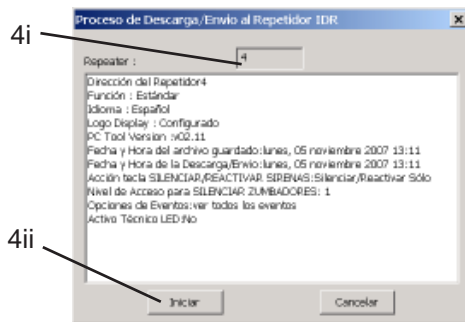 Proceso de Descarga/Envio al Repetidor IDR
4i
Repeater : 4
Dirección del Repetidor4
Función : Estándar
Idioma : Español
Logo Display : Configurado
PC Tool Version :v02.11
Fecha y Hora del archivo guardado:lunes, 05 noviembre 2007 13:11
Fecha y Hora de la Descarga/Envio:lunes, 05 noviembre 2007 13:11
Acción tecla SILENCIAR/REACTIVAR SIRENAS:Silenciar/Reactivar Sólo
Nivel de Acceso para SILENCIAR ZUMBADORES: 1
Opciones de Eventos:ver todos los eventos
Activo Técnico LED:No
4ii
Iniciar
Cancelar